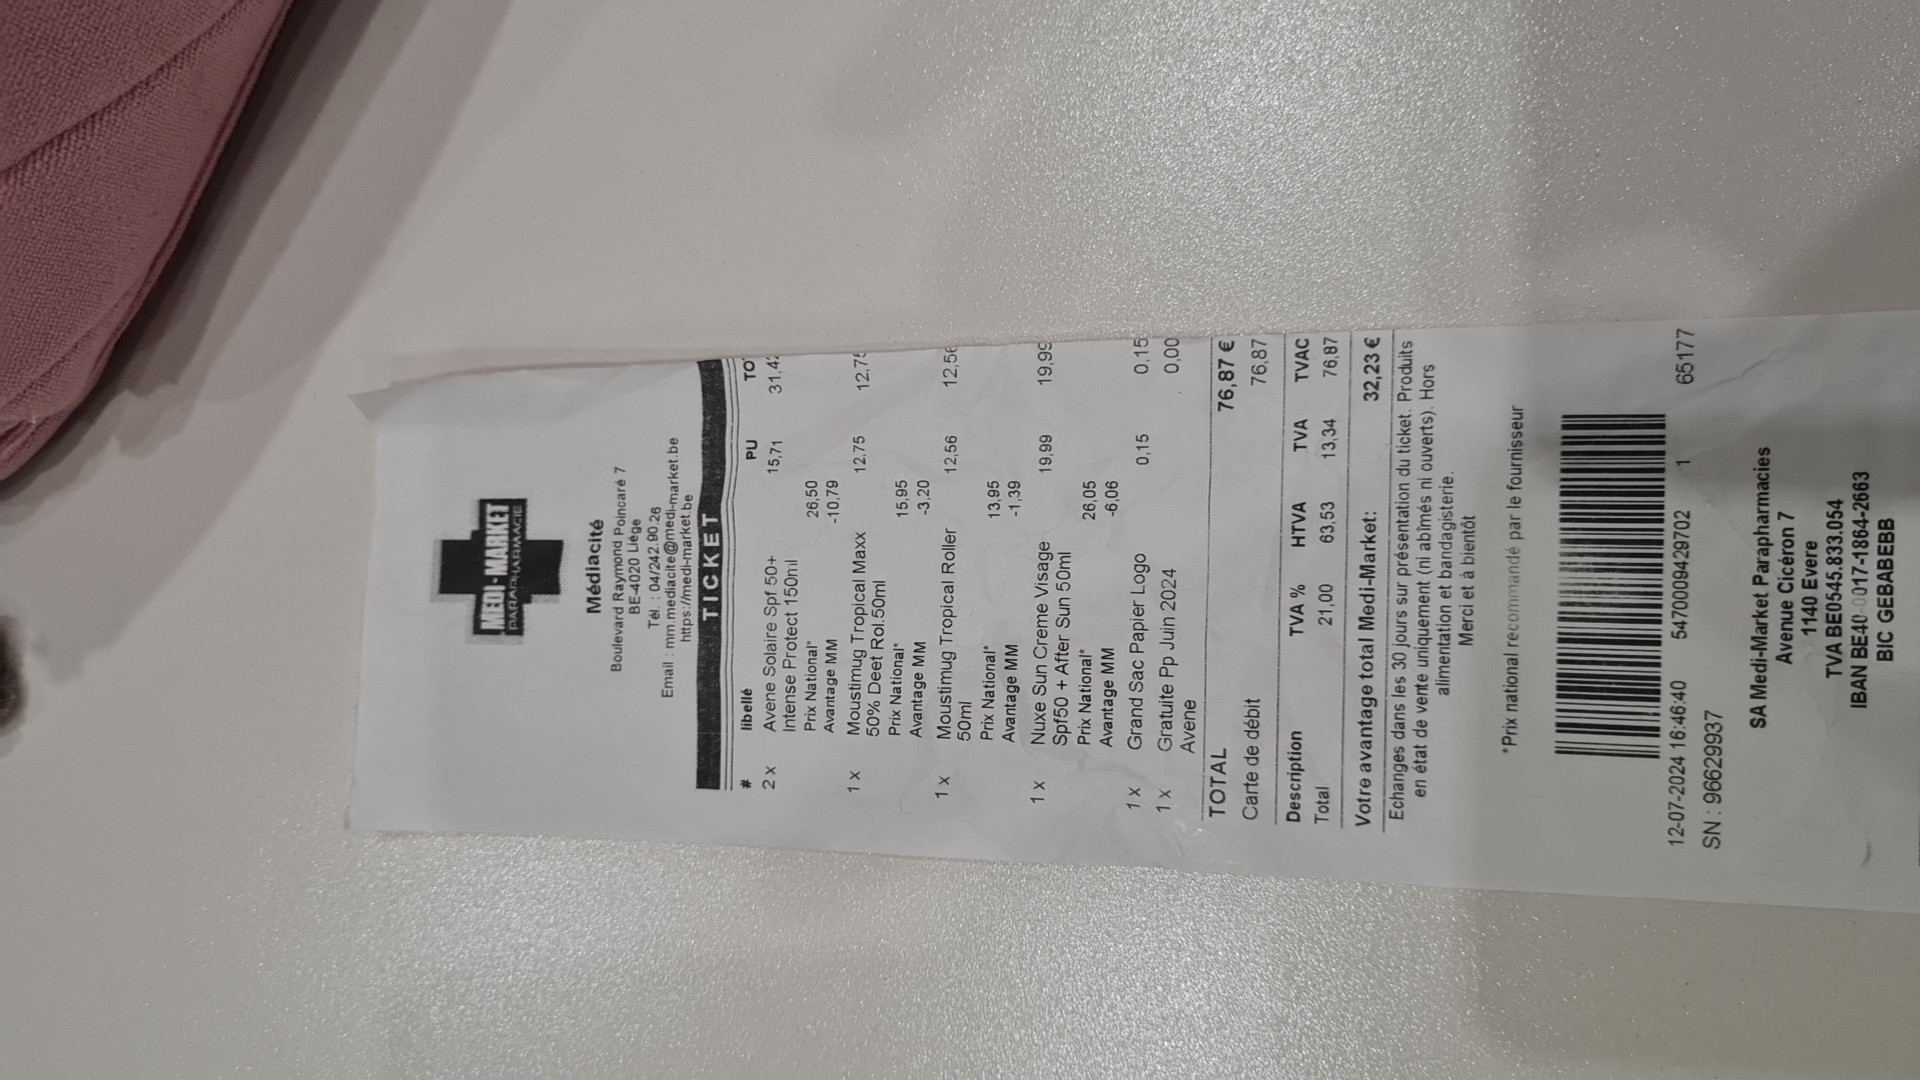 MEDI-MARKET
PARAPHARMACIE
Médiacité
Boulevard Raymond Poincaré 7
BE-4020 Liège
Tél. : 04/242.90.26
Email : mm.mediacite@medi-market.be
https://medi-market.be
TICKET
# libellé PU TO
2 x Avene Solaire Spf 50+ 15,71 31,42
Intense Protect 150ml
Prix National* 26,50
Avantage MM -10,79
1 x Moustimug Tropical Maxx 12,75 12,75
50% Deet Rol.50ml
Prix National* 15,95
Avantage MM -3,20
1 x Moustimug Tropical Roller 12,56 12,56
50ml
Prix National* 13,95
Avantage MM -1,39
1 x Nuxe Sun Creme Visage 19,99 19,99
Spf50 + After Sun 50ml
Prix National* 26,05
Avantage MM -6,06
1 x Grand Sac Papier Logo 0,15 0,15
1 x Gratuite Pp Juin 2024 0,00
Avene
TOTAL 76,87 €
Carte de débit 76,87
Description TVA % HTVA TVA TVAC
Total 21,00 63,53 13,34 76,87
Votre avantage total Medi-Market: 32,23 €
Echanges dans les 30 jours sur présentation du ticket. Produits
en état de vente uniquement (ni abîmés ni ouverts). Hors
alimentation et bandagisterie.
Merci et à bientôt
*Prix national recommandé par le fournisseur
12-07-2024 16:46:40 5470009429702 1 65177
SN : 96629937
SA Medi-Market Parapharmacies
Avenue Cicéron 7
1140 Evere
TVA BE0545.833.054
IBAN BE40-0017-1864-2663
BIC GEBABEBB